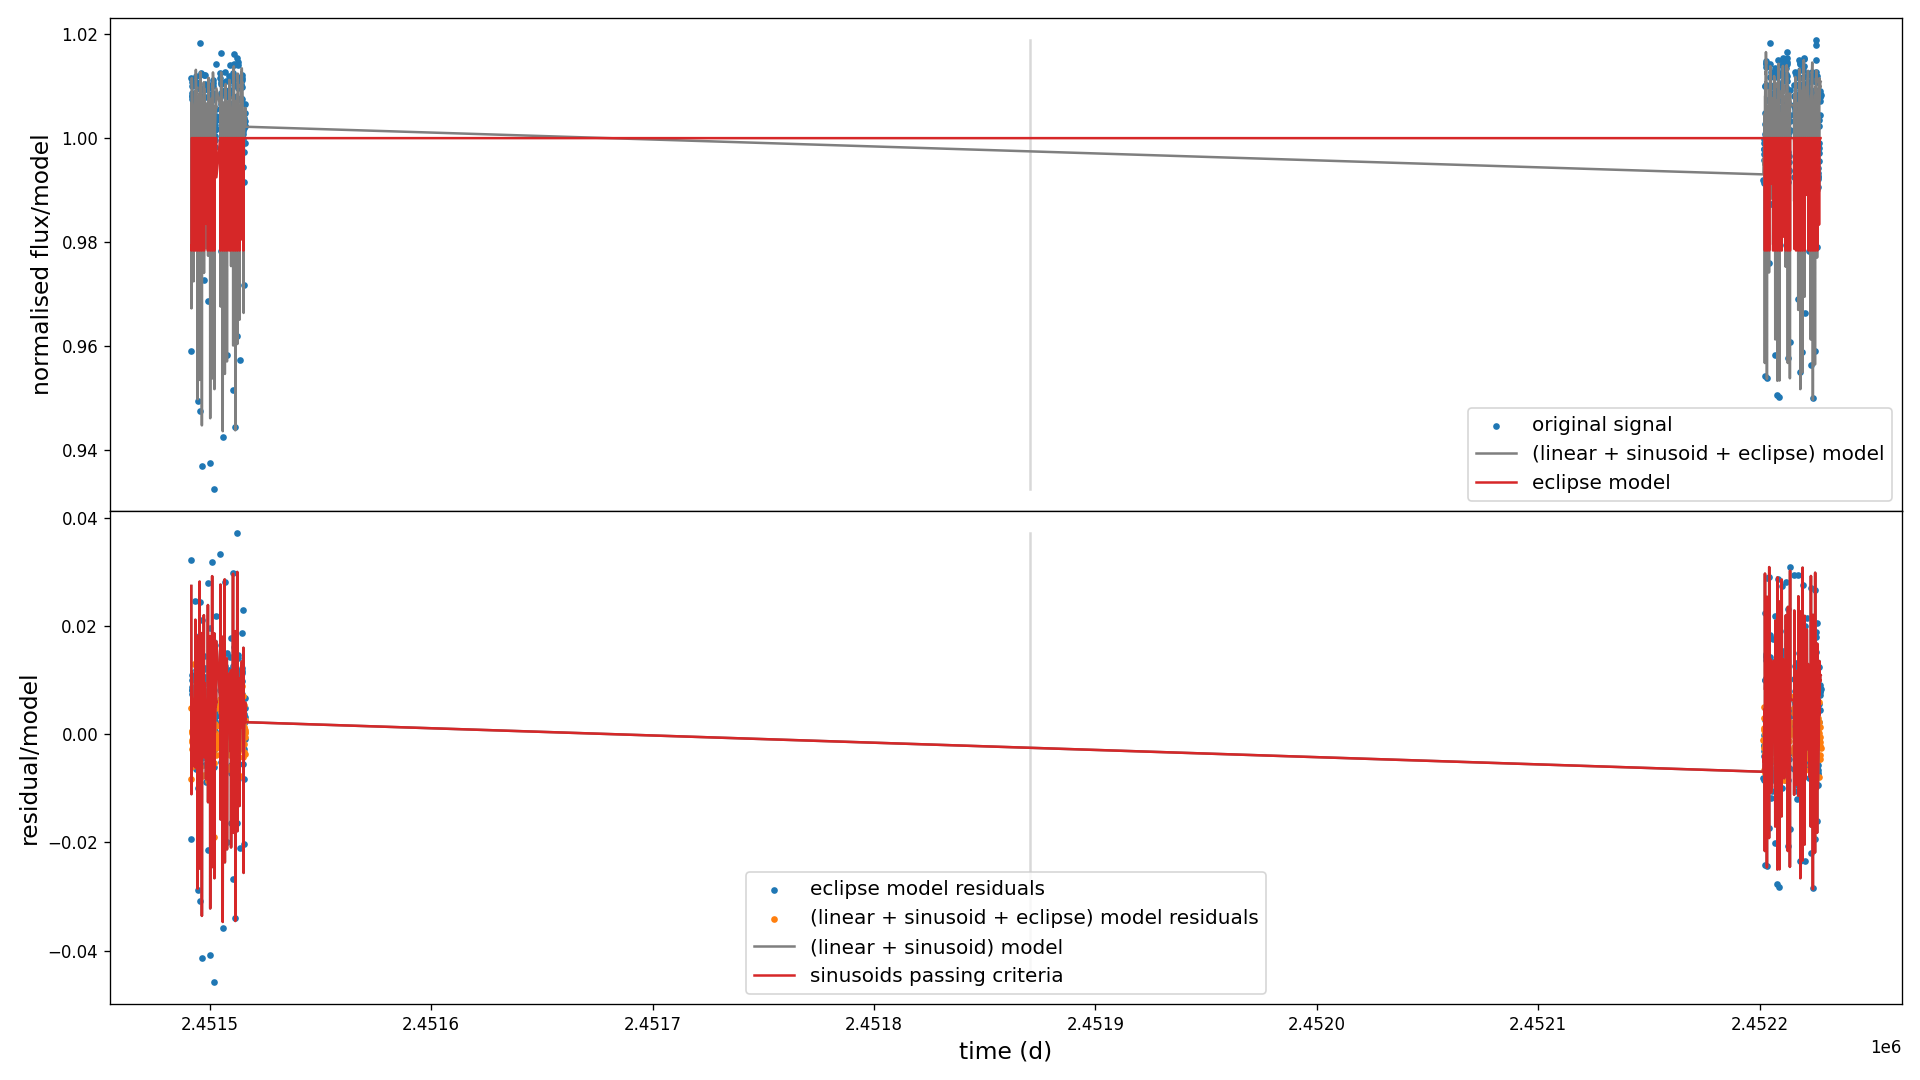 1.02
1.00
0.98
0.96
0.94
normalised flux/model
original signal
(linear + sinusoid + eclipse) model
eclipse model
0.04
0.02
0.00
−0.02
−0.04
residual/model
eclipse model residuals
(linear + sinusoid + eclipse) model residuals
(linear + sinusoid) model
sinusoids passing criteria
2.4515 2.4516 2.4517 2.4518 2.4519 2.4520 2.4521 2.4522
1e6
time (d)